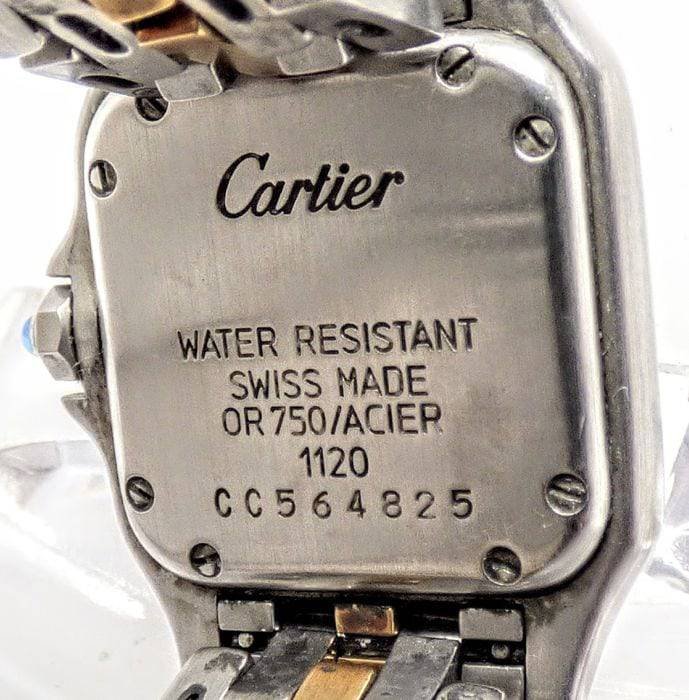 Cartier
WATER RESISTANT
SWISS MADE
OR750/ACIER
1120
CC564825